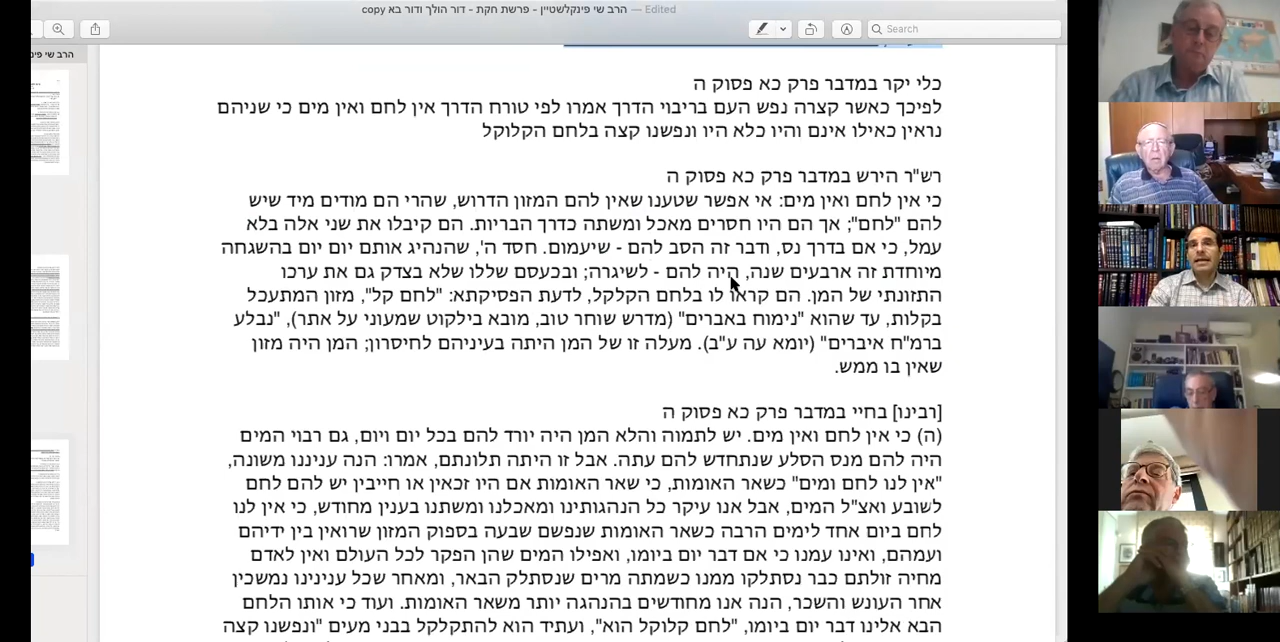 הרב שי פינקלשטיין - פרשת חקת - דור הולך ודור בא copy — Edited
Search
הרב שי פינ
כלי יקר במדבר פרק כא פסוק ה
לפיכך כאשר קצרה נפש העם בריבוי הדרך אמרו לפי טורח הדרך אין לחם ואין מים כי שניהם
נראין כאילו אינם והיו כלא היו ונפשנו קצה בלחם הקלוקל
רש"ר הירש במדבר פרק כא פסוק ה
כי אין לחם ואין מים: אי אפשר שטענו שאין להם המזון הדרוש, שהרי הם מודים מיד שיש
להם "לחם"; אך הם היו חסרים מאכל ומשתה כדרך הבריות. הם קיבלו את שני אלה בלא
עמל, כי אם בדרך נס, ודבר זה הסב להם - שיעמום. חסד ה', שהנהיג אותם יום יום בהשגחה
מיוחדת זה ארבעים שנה, היה להם - לשיגרה; ובכעסם שללו שלא בצדק גם את ערכו
התזונתי של המן. הם קראו לו בלחם הקלקל, לדעת הפסיקתא: "לחם קל", מזון המתעכל
בקלות, עד שהוא "נימוח באברים" (מדרש שוחר טוב, מובא בילקוט שמעוני על אתר), "נבלע
ברמ"ח איברים" (יומא עה ע"ב). מעלה זו של המן היתה בעיניהם לחיסרון; המן היה מזון
שאין בו ממש.
[רבינו] בחיי במדבר פרק כא פסוק ה
(ה) כי אין לחם ואין מים. יש לתמוה והלא המן היה יורד להם בכל יום ויום, גם רבוי המים
היה להם מנס הסלע שנתחדש להם עתה. אבל זו היתה תלונתם, אמרו: הנה ענינינו משונה,
"אין לנו לחם ומים" כשאר האומות, כי שאר האומות אם היו זכאין או חוייבין יש להם לחם
לשובע ואצ"ל המים, אבל אנו עיקר כל הנהגותינו ומאכלנו ומשתנו בענין מחודש, כי אין לנו
לחם ביום אחד לימים הרבה כשאר האומות שנפשם שבעה בספוק המזון שרואין בין ידיהם
ועמהם, ואינו עמנו כי אם דבר יום ביומו, ואפילו המים שהן הפקר לכל העולם ואין לאדם
מחיה זולתם כבר נסתלקו ממנו כשמתה מרים שנסתלק הבאר, ומאחר שכל ענינינו נמשכין
אחר העונש והשכר, הנה אנו מחודשים בהנהגה יותר משאר האומות. ועוד כי אותו הלחם
הבא אלינו דבר יום ביומו, "לחם קלוקל הוא", ועתיד הוא להתקלקל בבני מעים "ונפשנו קצה